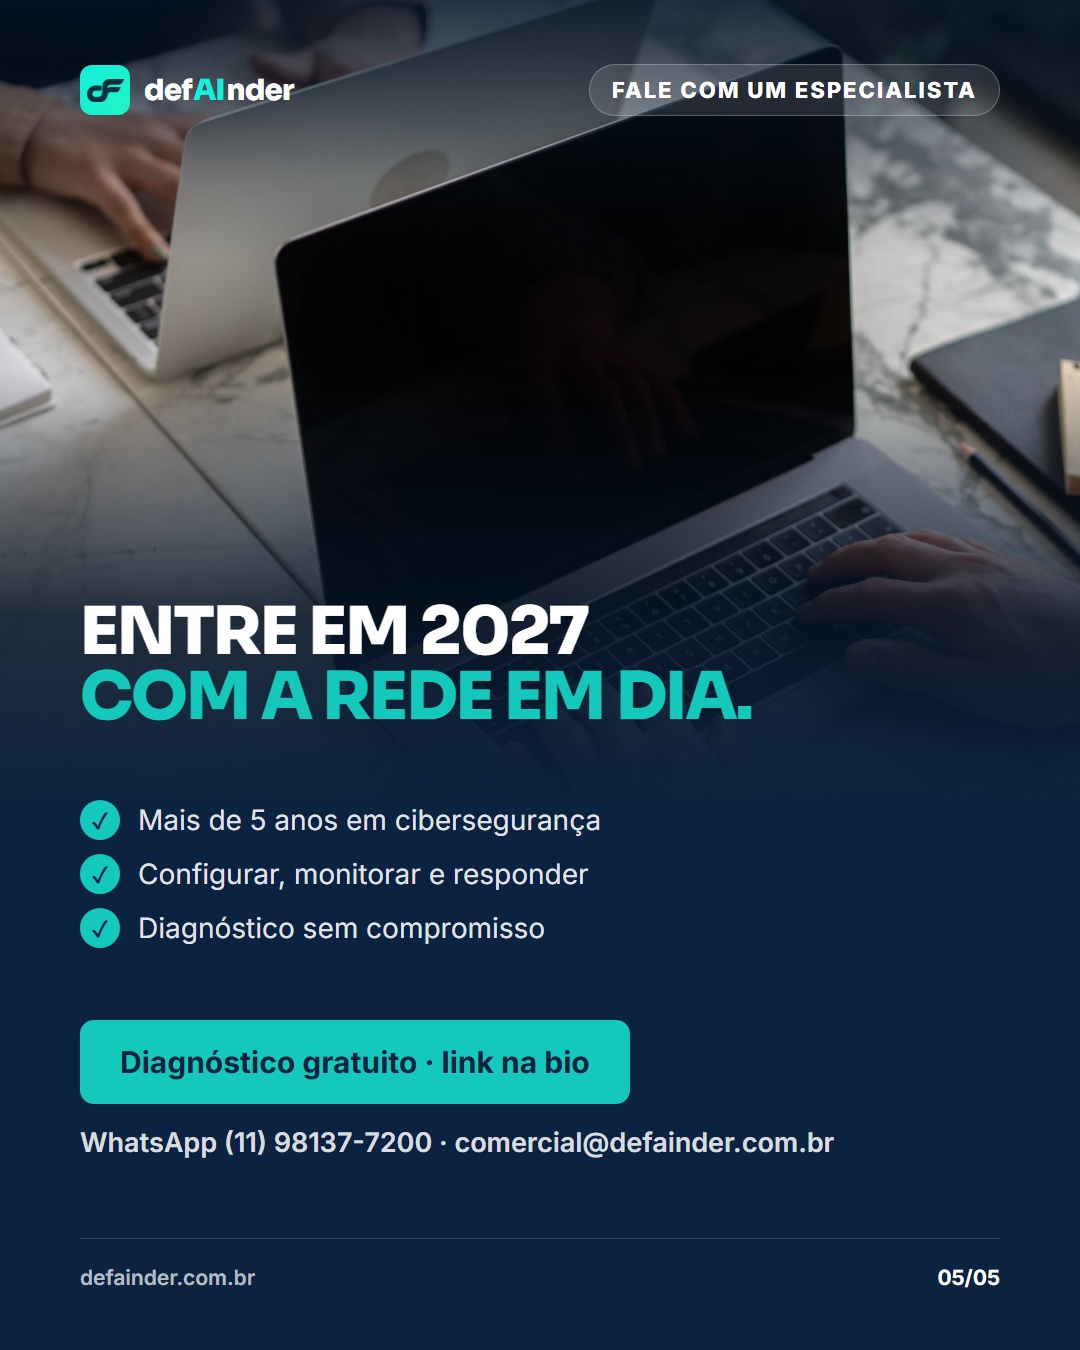 defAInder
FALE COM UM ESPECIALISTA
ENTRE EM 2027
COM A REDE EM DIA.
Mais de 5 anos em cibersegurança
Configurar, monitorar e responder
Diagnóstico sem compromisso
Diagnóstico gratuito · link na bio
WhatsApp (11) 98137-7200 · comercial@defainder.com.br
defainder.com.br
05/05